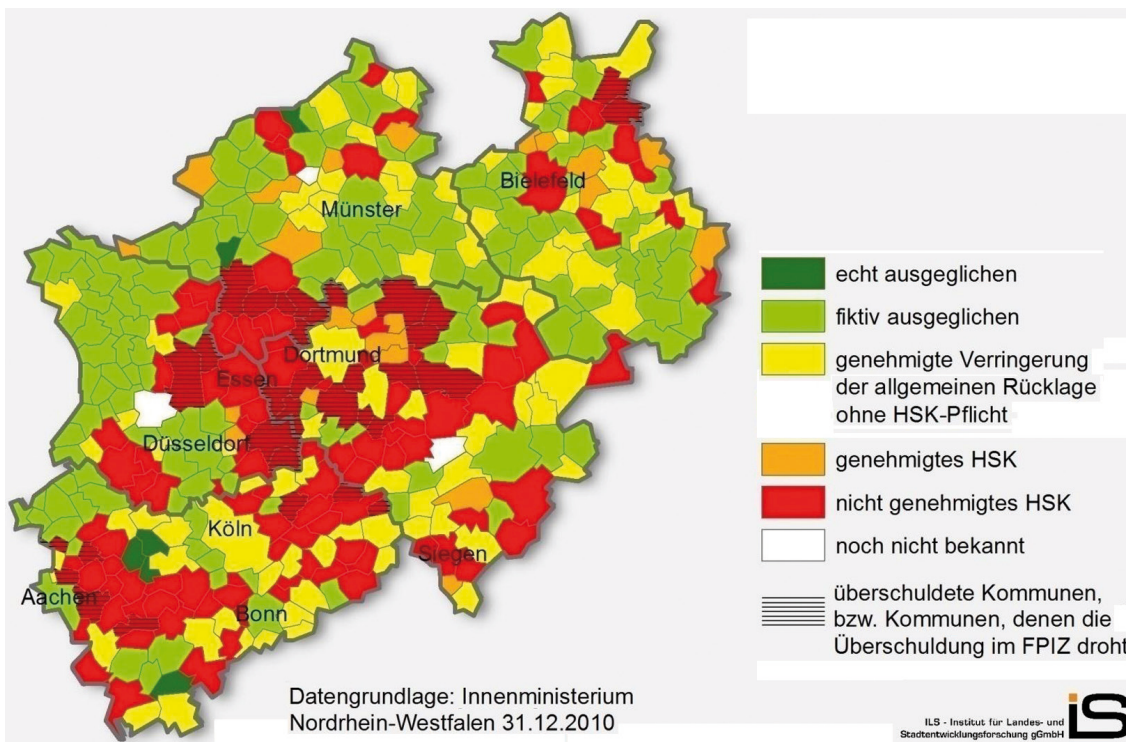 Bielefeld
Münster
Dortmund
Essen
Düsseldorf
Köln
Siegen
Aachen
Bonn
echt ausgeglichen
fiktiv ausgeglichen
genehmigte Verringerung
der allgemeinen Rücklage
ohne HSK-Pflicht
genehmigtes HSK
nicht genehmigtes HSK
noch nicht bekannt
überschuldete Kommunen,
bzw. Kommunen, denen die
Überschuldung im FPIZ droht
Datengrundlage: Innenministerium
Nordrhein-Westfalen 31.12.2010
ILS - Institut für Landes- und
Stadtentwicklungsforschung gGmbH
iLS